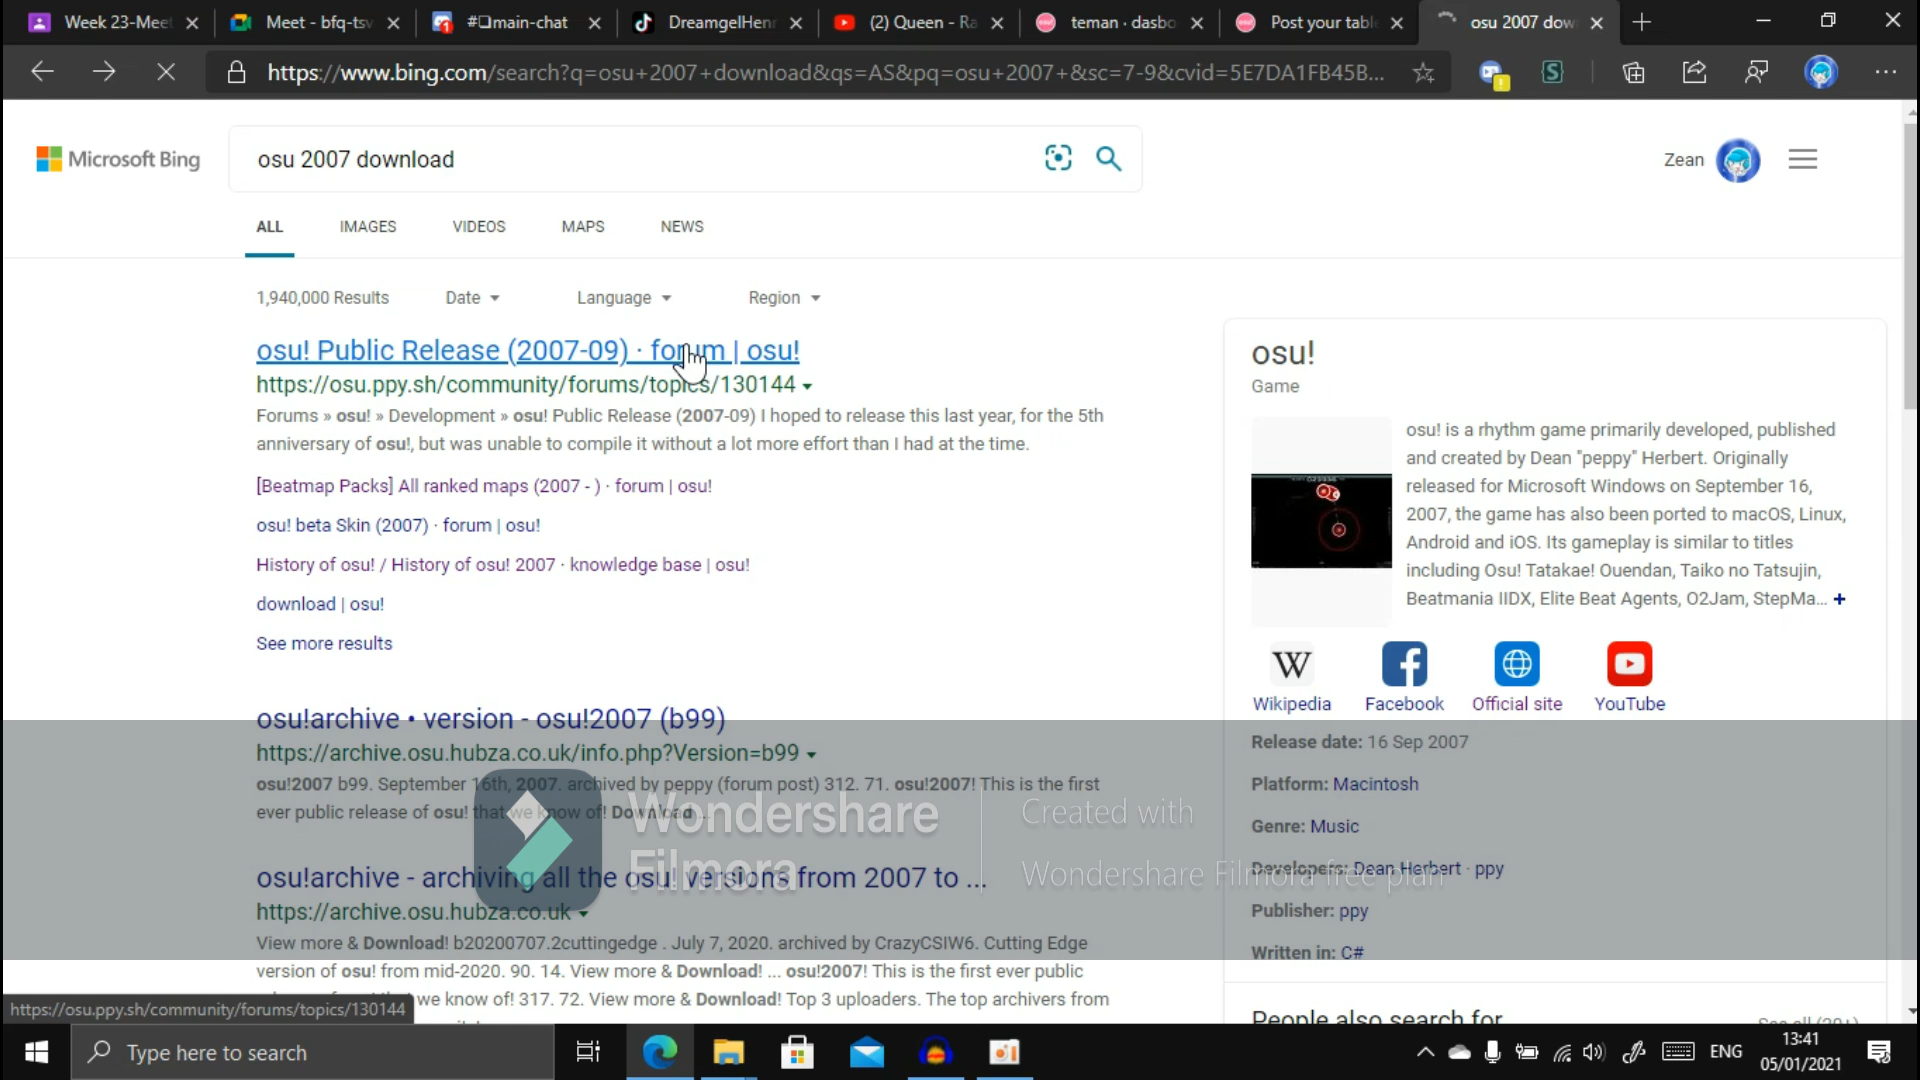 Week 23-Meet
Meet - bfq-tsv
#main-chat
DreamgelHenr
(2) Queen - Ra
teman · dasbo
Post your table
osu 2007 dow
https://www.bing.com/search?q=osu+2007+download&qs=AS&pq=osu+2007+&sc=7-9&cvid=5E7DA1FB45B...
Microsoft Bing
osu 2007 download
Zean
ALL IMAGES VIDEOS MAPS NEWS
1,940,000 Results Date Language Region
osu! Public Release (2007-09) · forum | osu!
https://osu.ppy.sh/community/forums/topics/130144
Forums » osu! » Development » osu! Public Release (2007-09) I hoped to release this last year, for the 5th
anniversary of osu!, but was unable to compile it without a lot more effort than I had at the time.
[Beatmap Packs] All ranked maps (2007 - ) · forum | osu!
osu! beta Skin (2007) · forum | osu!
History of osu! / History of osu! 2007 · knowledge base | osu!
download | osu!
See more results
osu!archive • version - osu!2007 (b99)
https://archive.osu.hubza.co.uk/info.php?Version=b99
osu!2007 b99. September 16th, 2007. archived by peppy (forum post) 312. 71. osu!2007! This is the first
ever public release of osu! that we know of! Download ...
osu!archive - archiving all the osu! versions from 2007 to ...
https://archive.osu.hubza.co.uk
View more & Download! b20200707.2cuttingedge . July 7, 2020. archived by CrazyCSIW6. Cutting Edge
version of osu! from mid-2020. 90. 14. View more & Download! ... osu!2007! This is the first ever public
we know of! 317. 72. View more & Download! Top 3 uploaders. The top archivers from
osu!
Game
osu! is a rhythm game primarily developed, published
and created by Dean "peppy" Herbert. Originally
released for Microsoft Windows on September 16,
2007, the game has also been ported to macOS, Linux,
Android and iOS. Its gameplay is similar to titles
including Osu! Tatakae! Ouendan, Taiko no Tatsujin,
Beatmania IIDX, Elite Beat Agents, O2Jam, StepMa... +
Wikipedia Facebook Official site YouTube
Release date: 16 Sep 2007
Platform: Macintosh
Genre: Music
Developers: Dean Herbert · ppy
Publisher: ppy
Written in: C#
People also search for
Wondershare
Filmora
Created with
Wondershare Filmora free plan
https://osu.ppy.sh/community/forums/topics/130144
Type here to search
ENG
13:41
05/01/2021